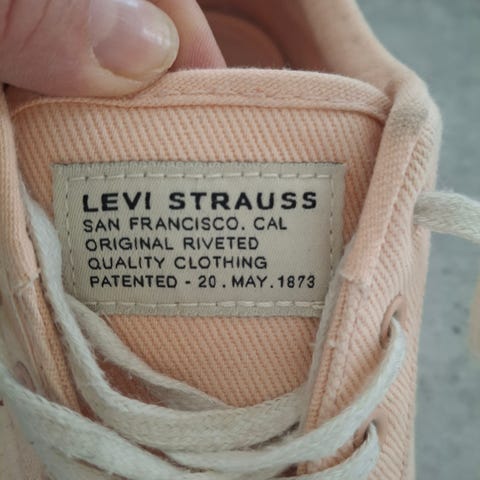 LEVI STRAUSS
SAN FRANCISCO. CAL
ORIGINAL RIVETED
QUALITY CLOTHING
PATENTED - 20 . MAY . 1873